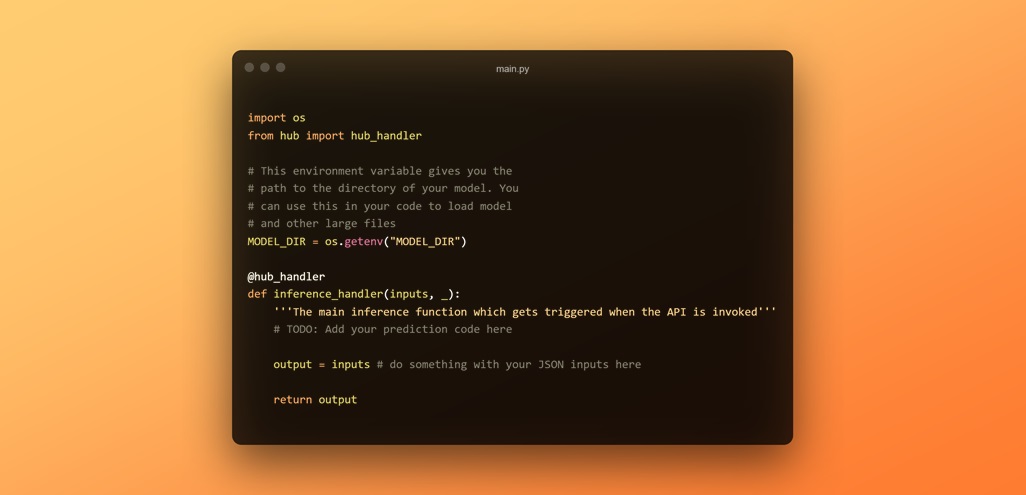 main.py
import os
from hub import hub_handler
# This environment variable gives you the
# path to the directory of your model. You
# can use this in your code to load model
# and other large files
MODEL_DIR = os.getenv("MODEL_DIR")
@hub_handler
def inference_handler(inputs, _):
    '''The main inference function which gets triggered when the API is invoked'''
    # TODO: Add your prediction code here
    output = inputs # do something with your JSON inputs here
    return output